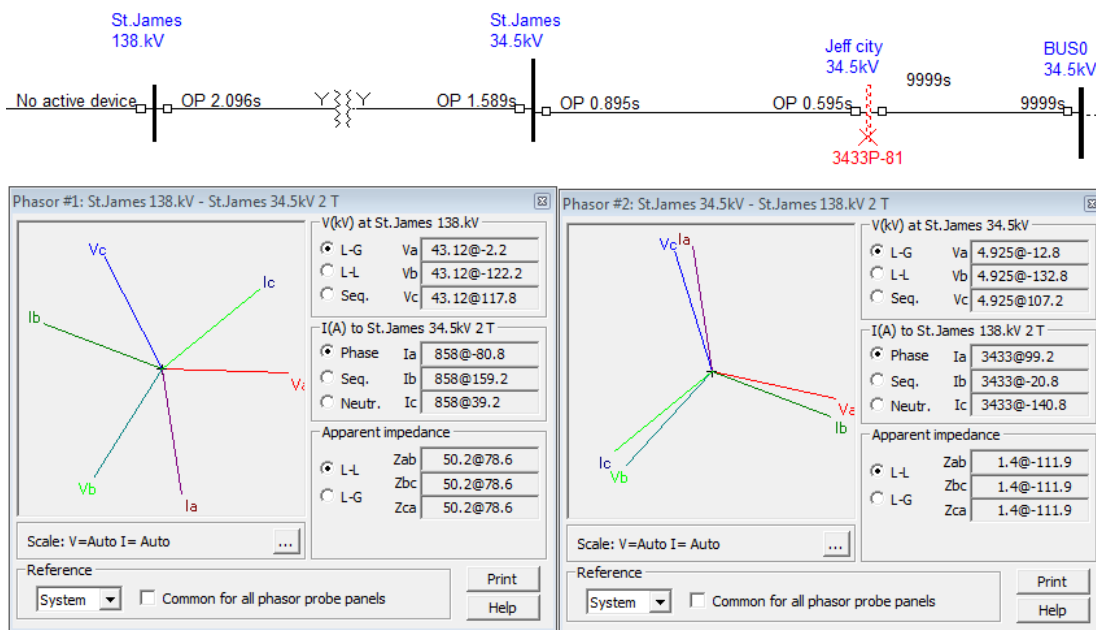 St.James
138.kV
St.James
34.5kV
Jeff city
34.5kV
9999s
BUS0
34.5kV
No active device
OP 2.096s
Y Y
OP 1.589s
OP 0.895s
OP 0.595s
9999s
3433P-81
Phasor #1: St.James 138.kV - St.James 34.5kV 2 T
Vc
Ic
Ib
Va
Vb
Ia
V(kV) at St.James 138.kV
L-G Va 43.12@-2.2
L-L Vb 43.12@-122.2
Seq. Vc 43.12@117.8
I(A) to St.James 34.5kV 2 T
Phase Ia 858@-80.8
Seq. Ib 858@159.2
Neutr. Ic 858@39.2
Apparent impedance
L-L Zab 50.2@78.6
L-G Zbc 50.2@78.6
Zca 50.2@78.6
Scale: V=Auto I= Auto ...
Reference
System Common for all phasor probe panels
Print
Help
Phasor #2: St.James 34.5kV - St.James 138.kV 2 T
Vc
Ia
Va
Ib
Ic
Vb
V(kV) at St.James 34.5kV
L-G Va 4.925@-12.8
L-L Vb 4.925@-132.8
Seq. Vc 4.925@107.2
I(A) to St.James 138.kV 2 T
Phase Ia 3433@99.2
Seq. Ib 3433@-20.8
Neutr. Ic 3433@-140.8
Apparent impedance
L-L Zab 1.4@-111.9
L-G Zbc 1.4@-111.9
Zca 1.4@-111.9
Scale: V=Auto I= Auto ...
Reference
System Common for all phasor probe panels
Print
Help